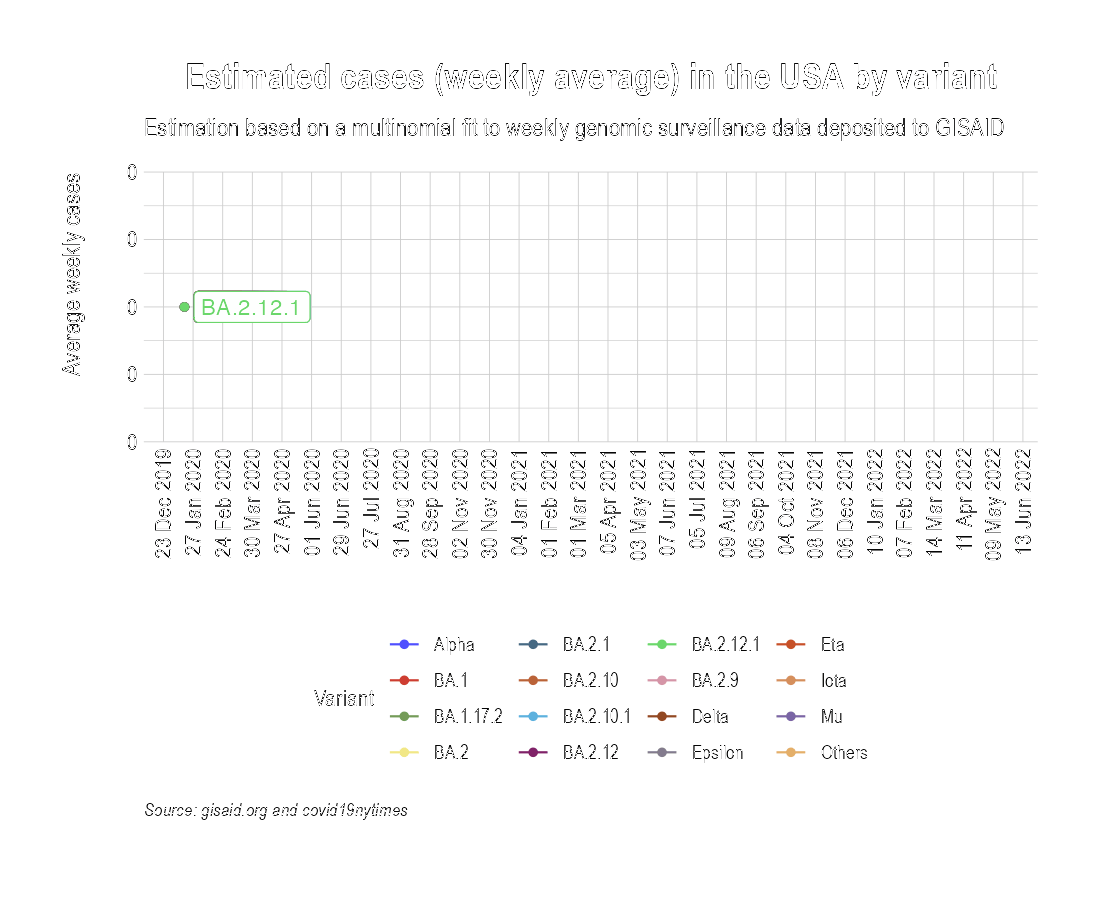 Estimated cases (weekly average) in the USA by variant
Estimation based on a multinomial fit to weekly genomic surveillance data deposited to GISAID
Average weekly cases
0
0
0
0
0
BA.2.12.1
23 Dec 2019
27 Jan 2020
24 Feb 2020
30 Mar 2020
27 Apr 2020
01 Jun 2020
29 Jun 2020
27 Jul 2020
31 Aug 2020
28 Sep 2020
02 Nov 2020
30 Nov 2020
04 Jan 2021
01 Feb 2021
01 Mar 2021
05 Apr 2021
03 May 2021
07 Jun 2021
05 Jul 2021
09 Aug 2021
06 Sep 2021
04 Oct 2021
08 Nov 2021
06 Dec 2021
10 Jan 2022
07 Feb 2022
14 Mar 2022
11 Apr 2022
09 May 2022
13 Jun 2022
Variant
Alpha
BA.1
BA.1.17.2
BA.2
BA.2.1
BA.2.10
BA.2.10.1
BA.2.12
BA.2.12.1
BA.2.9
Delta
Epsilon
Eta
Iota
Mu
Others
Source: gisaid.org and covid19nytimes